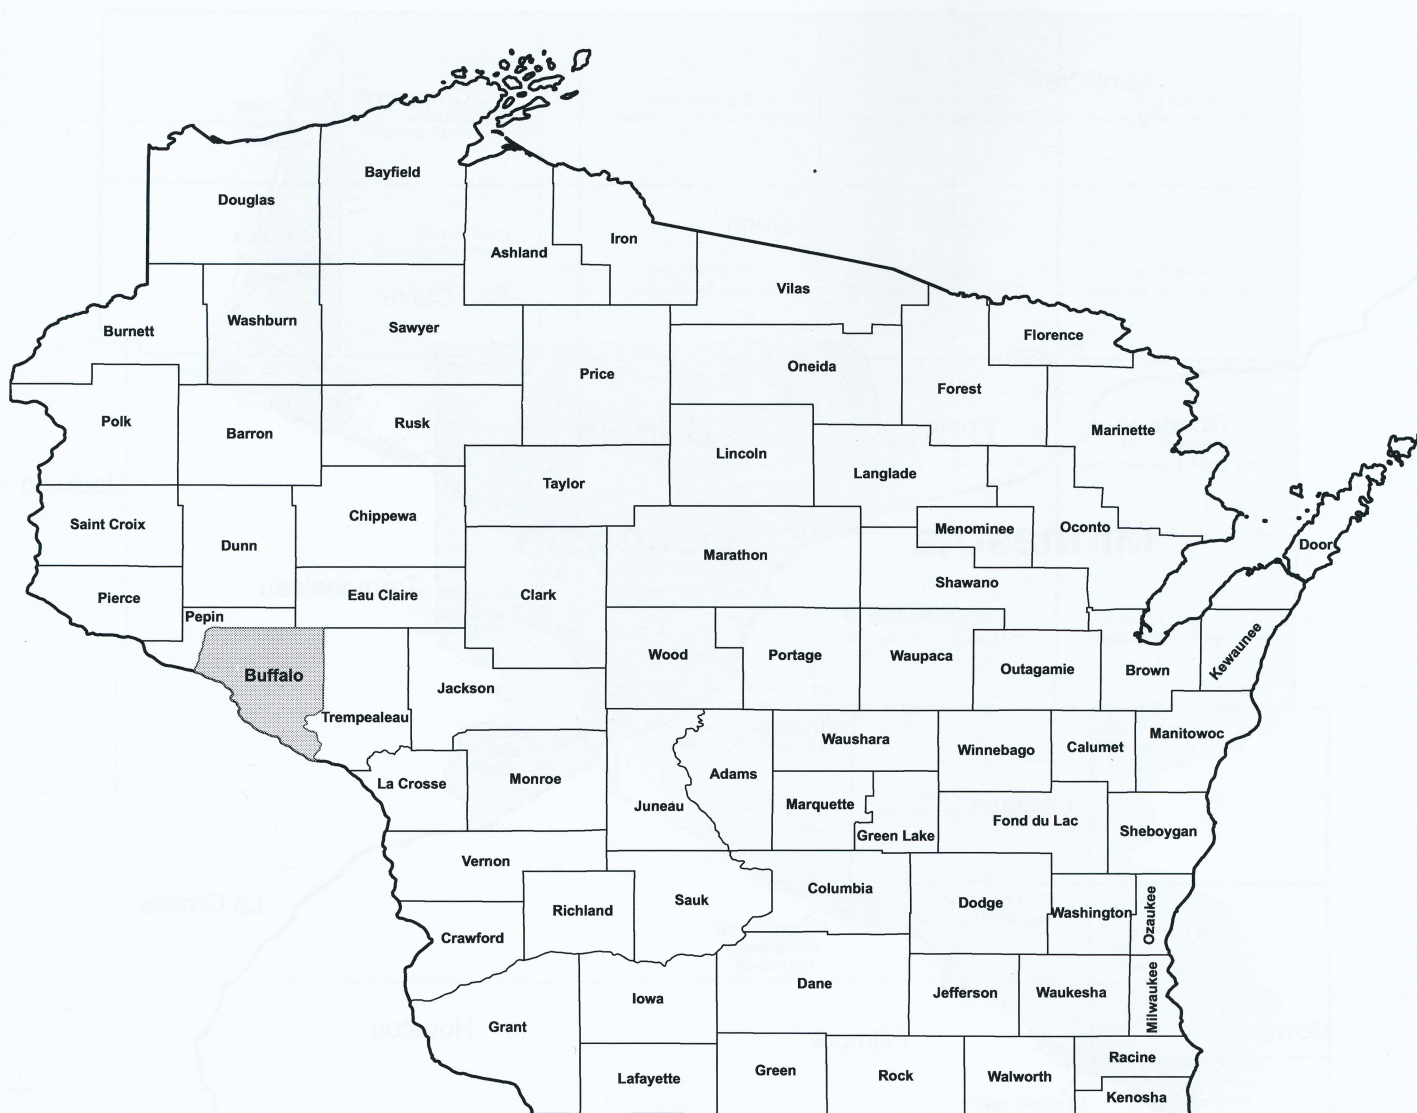 Bayfield
Douglas
Iron
Ashland
Vilas
Washburn
Burnett
Sawyer
Florence
Oneida
Price
Forest
Polk
Rusk
Marinette
Barron
Lincoln
Langlade
Taylor
Chippewa
Saint Croix
Menominee
Oconto
Dunn
Door
Marathon
Shawano
Eau Claire
Clark
Pierce
Pepin
Kewaunee
Wood
Portage
Waupaca
Outagamie
Brown
Buffalo
Jackson
Trempealeau
Manitowoc
Waushara
Winnebago
Calumet
Adams
Monroe
La Crosse
Juneau
Marquette
Fond du Lac
Sheboygan
Green Lake
Vernon
Columbia
Sauk
Dodge
Richland
Washington
Ozaukee
Crawford
Dane
Jefferson
Waukesha
Milwaukee
Iowa
Grant
Racine
Green
Rock
Walworth
Lafayette
Kenosha